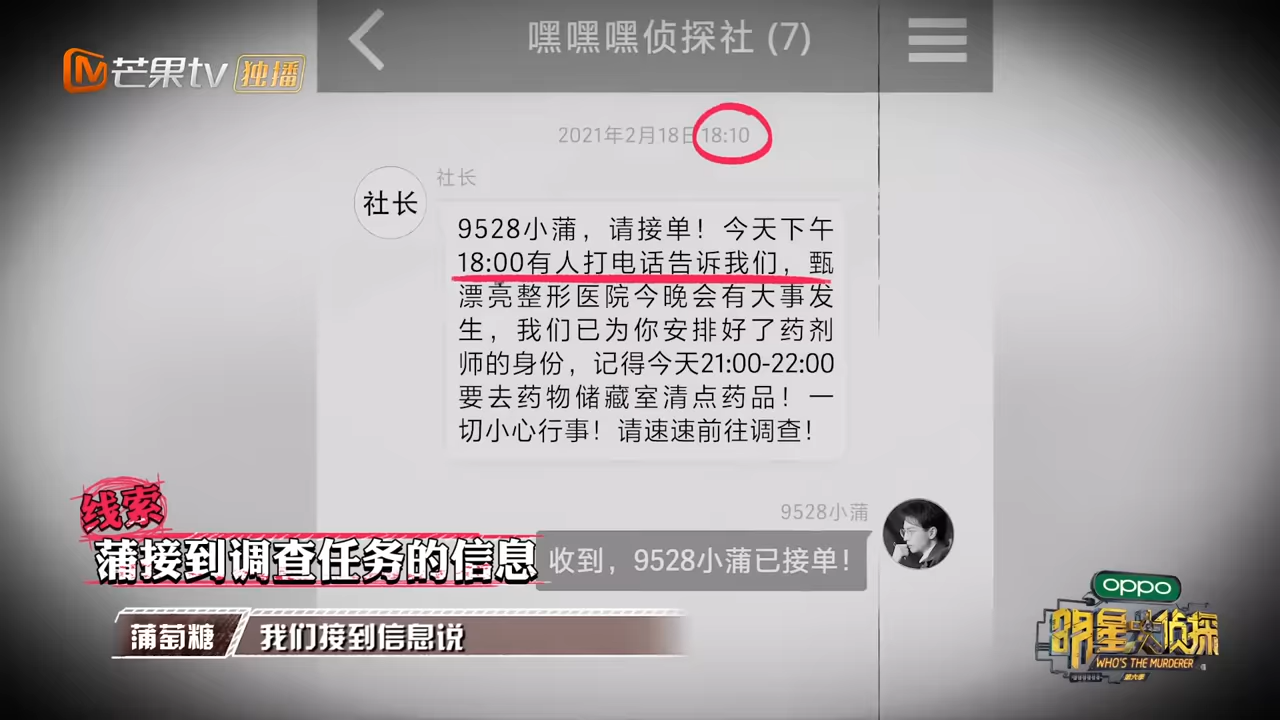 嘿嘿嘿侦探社 (7)
芒果tv 独播
2021年2月18日 18:10
社长
社长
9528小蒲，请接单！今天下午
18:00有人打电话告诉我们，甄
漂亮整形医院今晚会有大事发
生，我们已为你安排好了药剂
师的身份，记得今天21:00-22:00
要去药物储藏室清点药品！一
切小心行事！请速速前往调查！
9528小蒲
收到，9528小蒲已接单！
线索
蒲接到调查任务的信息
蒲萄糖
我们接到信息说
oppo
明星大侦探
WHO'S THE MURDERER
第六季